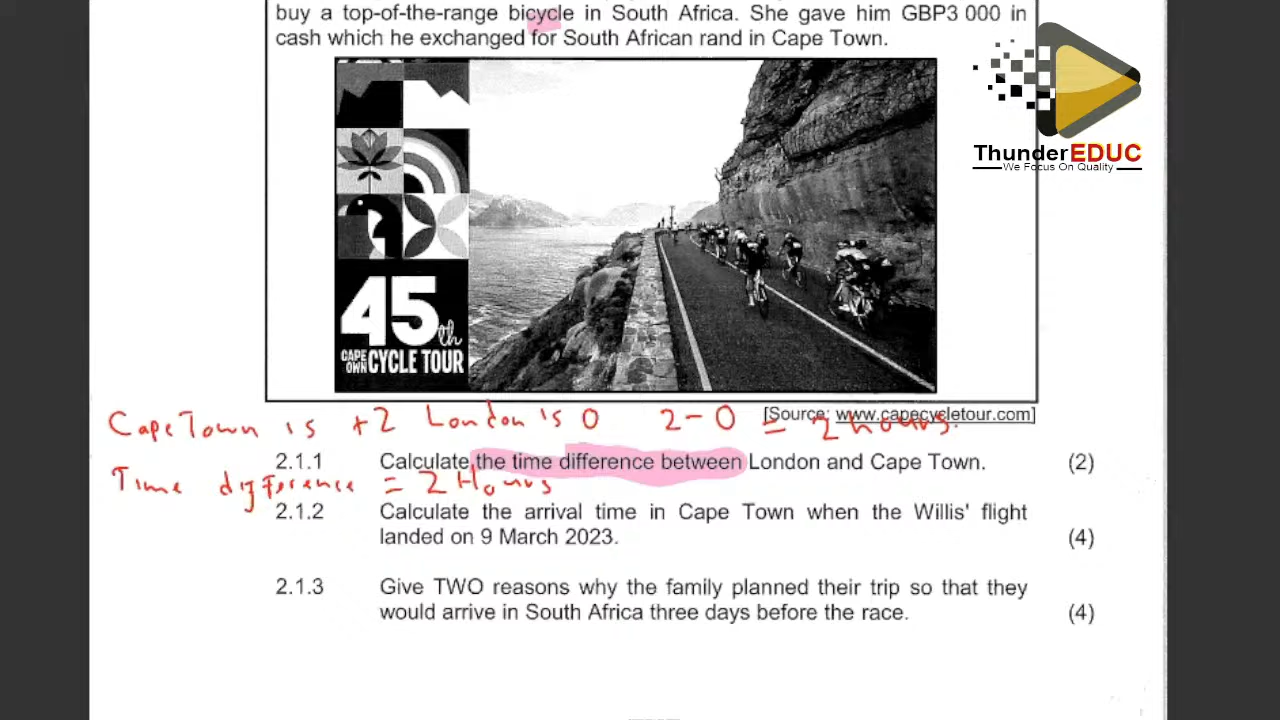 buy a top-of-the-range bicycle in South Africa. She gave him GBP3 000 in
cash which he exchanged for South African rand in Cape Town.
ThunderEDUC
We Focus On Quality
45th
CAPE
OWN CYCLE TOUR
[Source: www.capecycletour.com]
Cape Town is +2 London is 0 2 - 0 = 2 hours.
2.1.1 Calculate the time difference between London and Cape Town. (2)
Time difference = 2 Hours
2.1.2 Calculate the arrival time in Cape Town when the Willis' flight
landed on 9 March 2023. (4)
2.1.3 Give TWO reasons why the family planned their trip so that they
would arrive in South Africa three days before the race. (4)